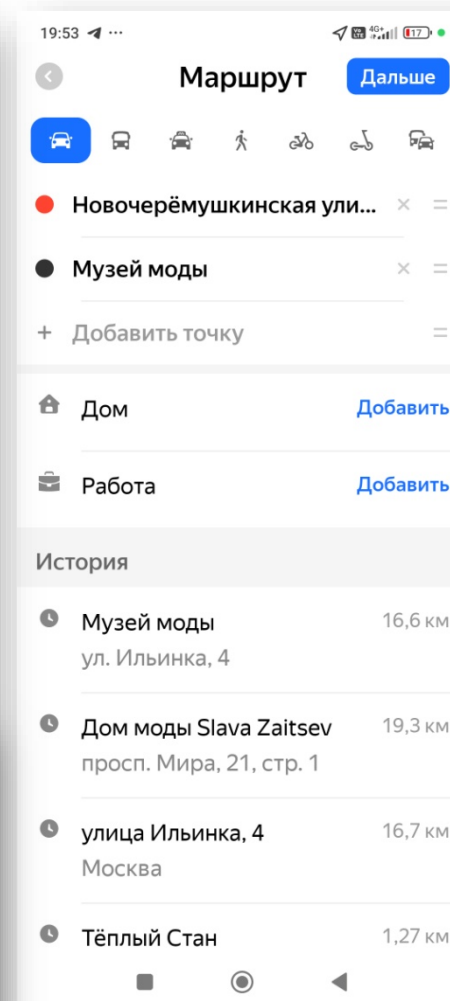 19:53
4G+
17
Маршрут
Дальше
Новочерёмушкинская ули...
Музей моды
Добавить точку
Дом
Добавить
Работа
Добавить
История
Музей моды
16,6 км
ул. Ильинка, 4
Дом моды Slava Zaitsev
19,3 км
просп. Мира, 21, стр. 1
улица Ильинка, 4
16,7 км
Москва
Тёплый Стан
1,27 км